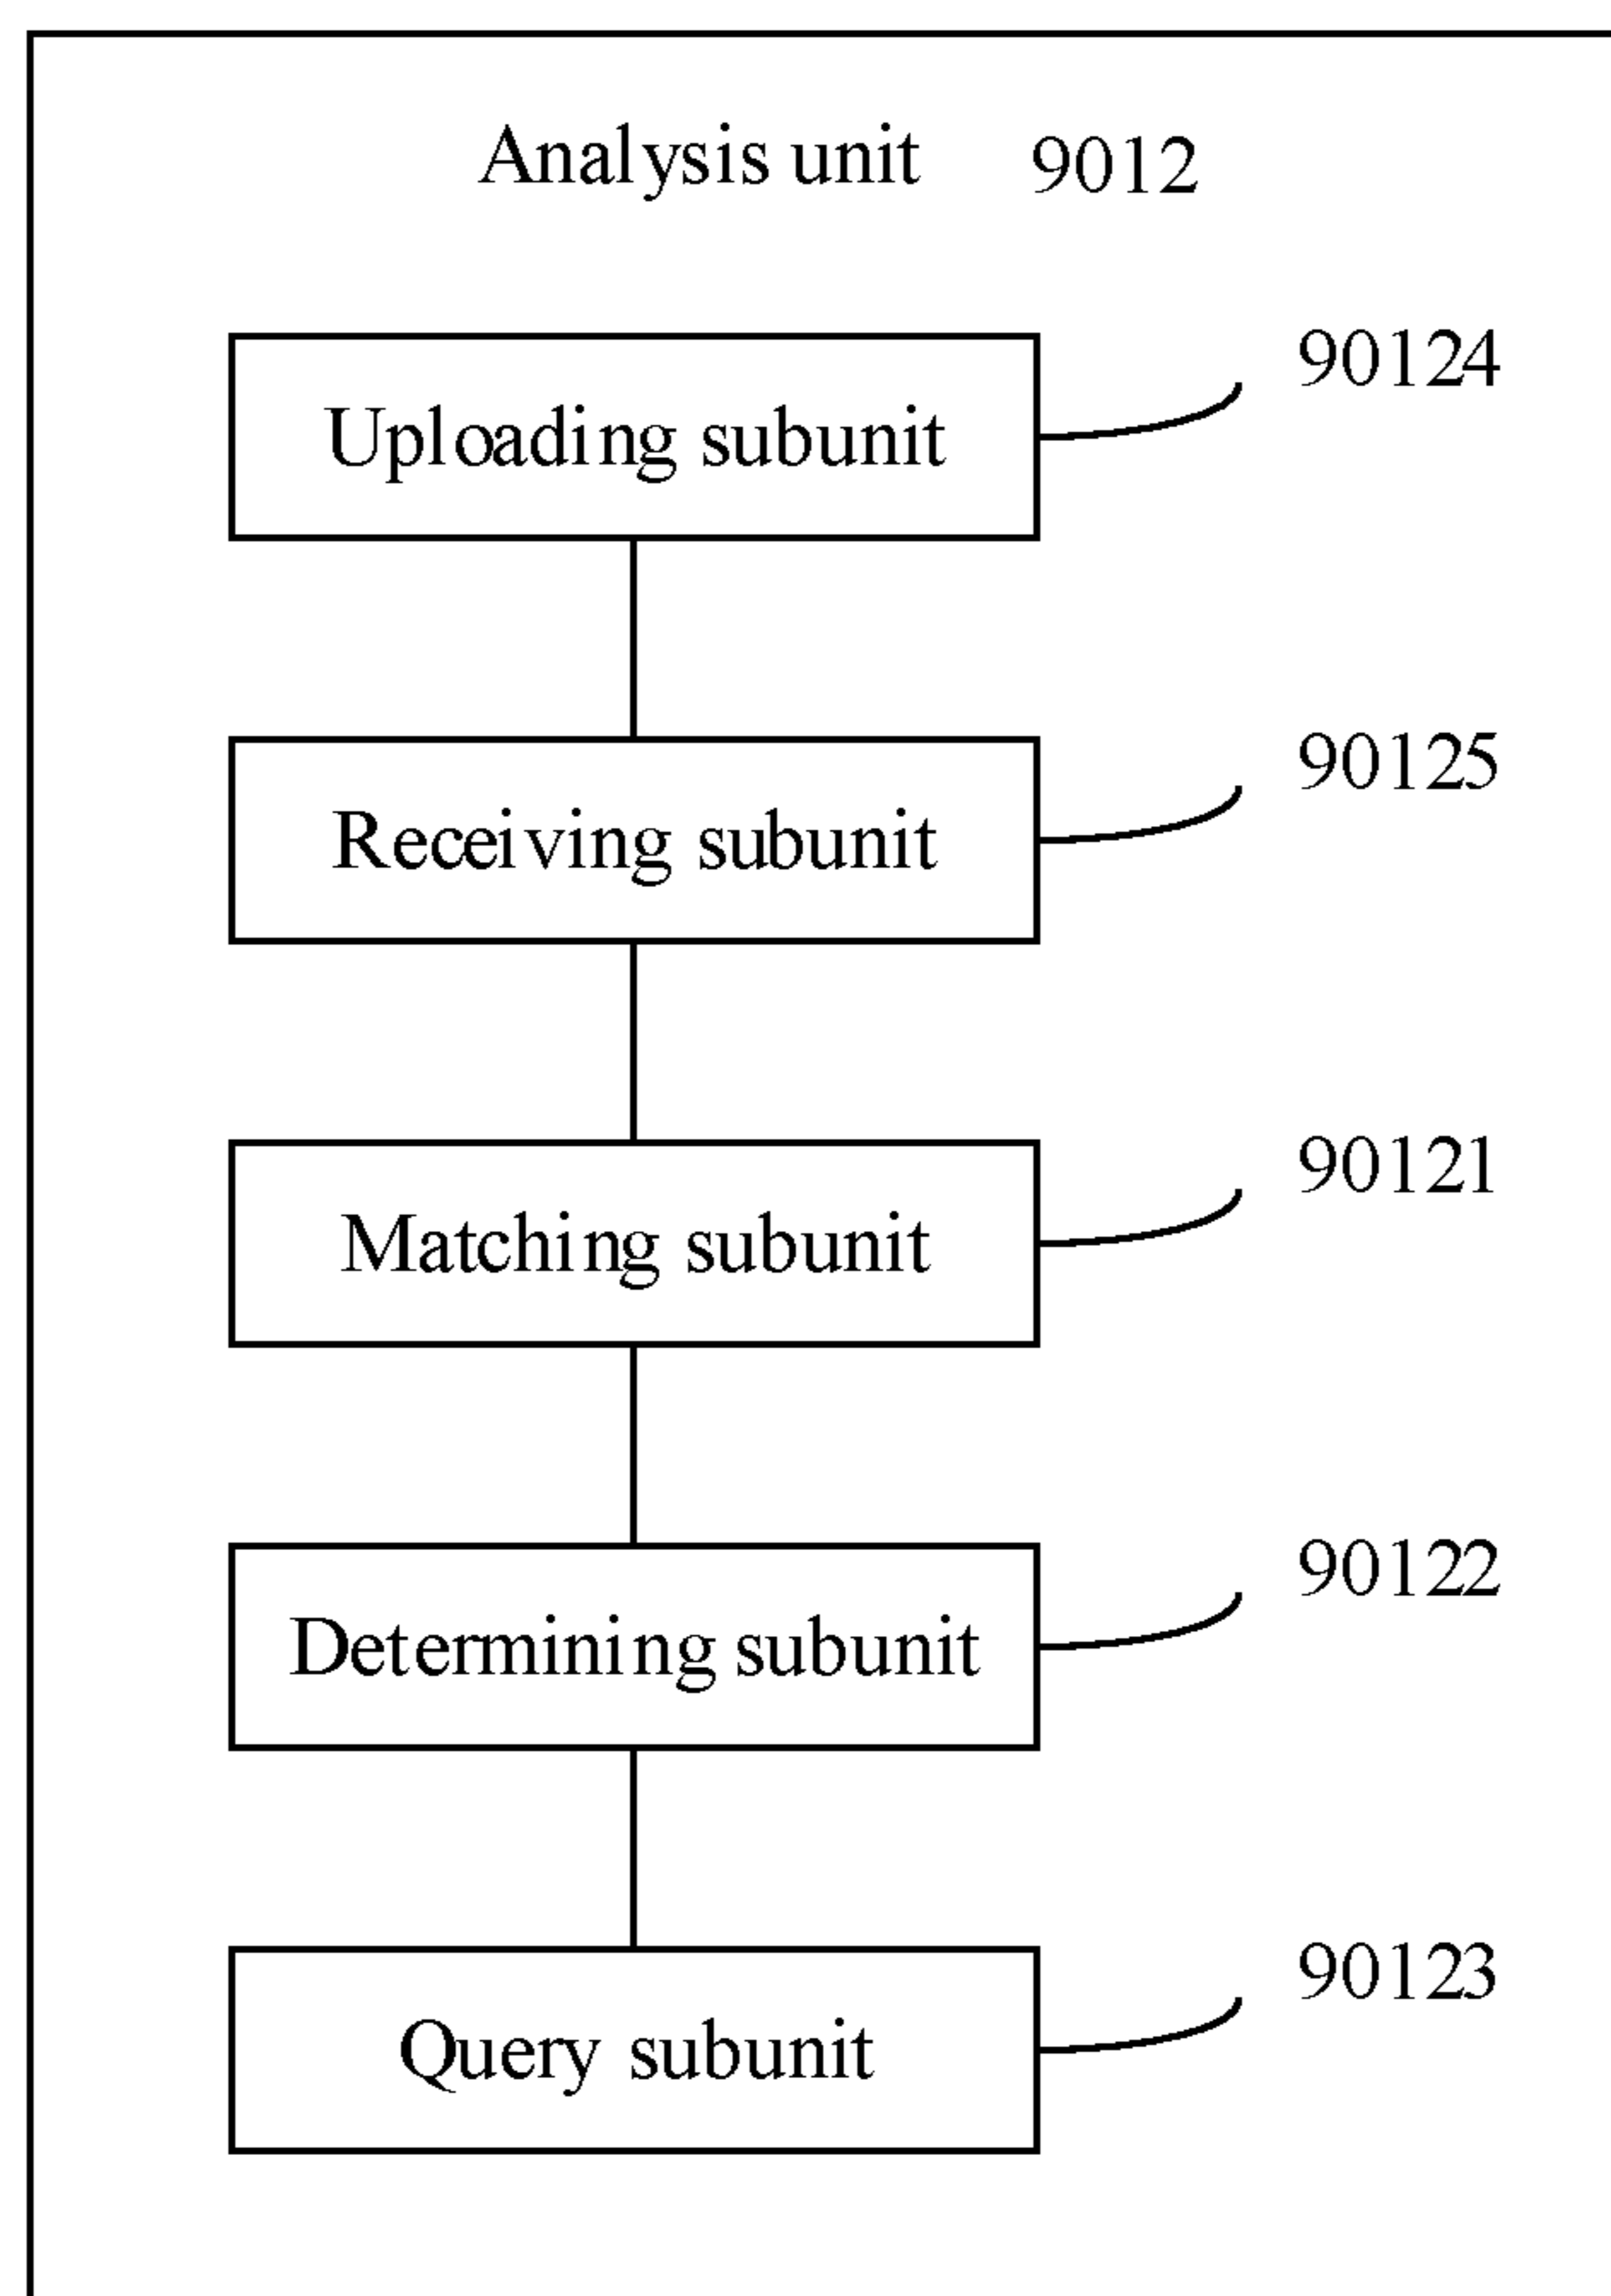 Analysis unit 9012
Uploading subunit 90124
Receiving subunit 90125
Matching subunit 90121
Determining subunit 90122
Query subunit 90123